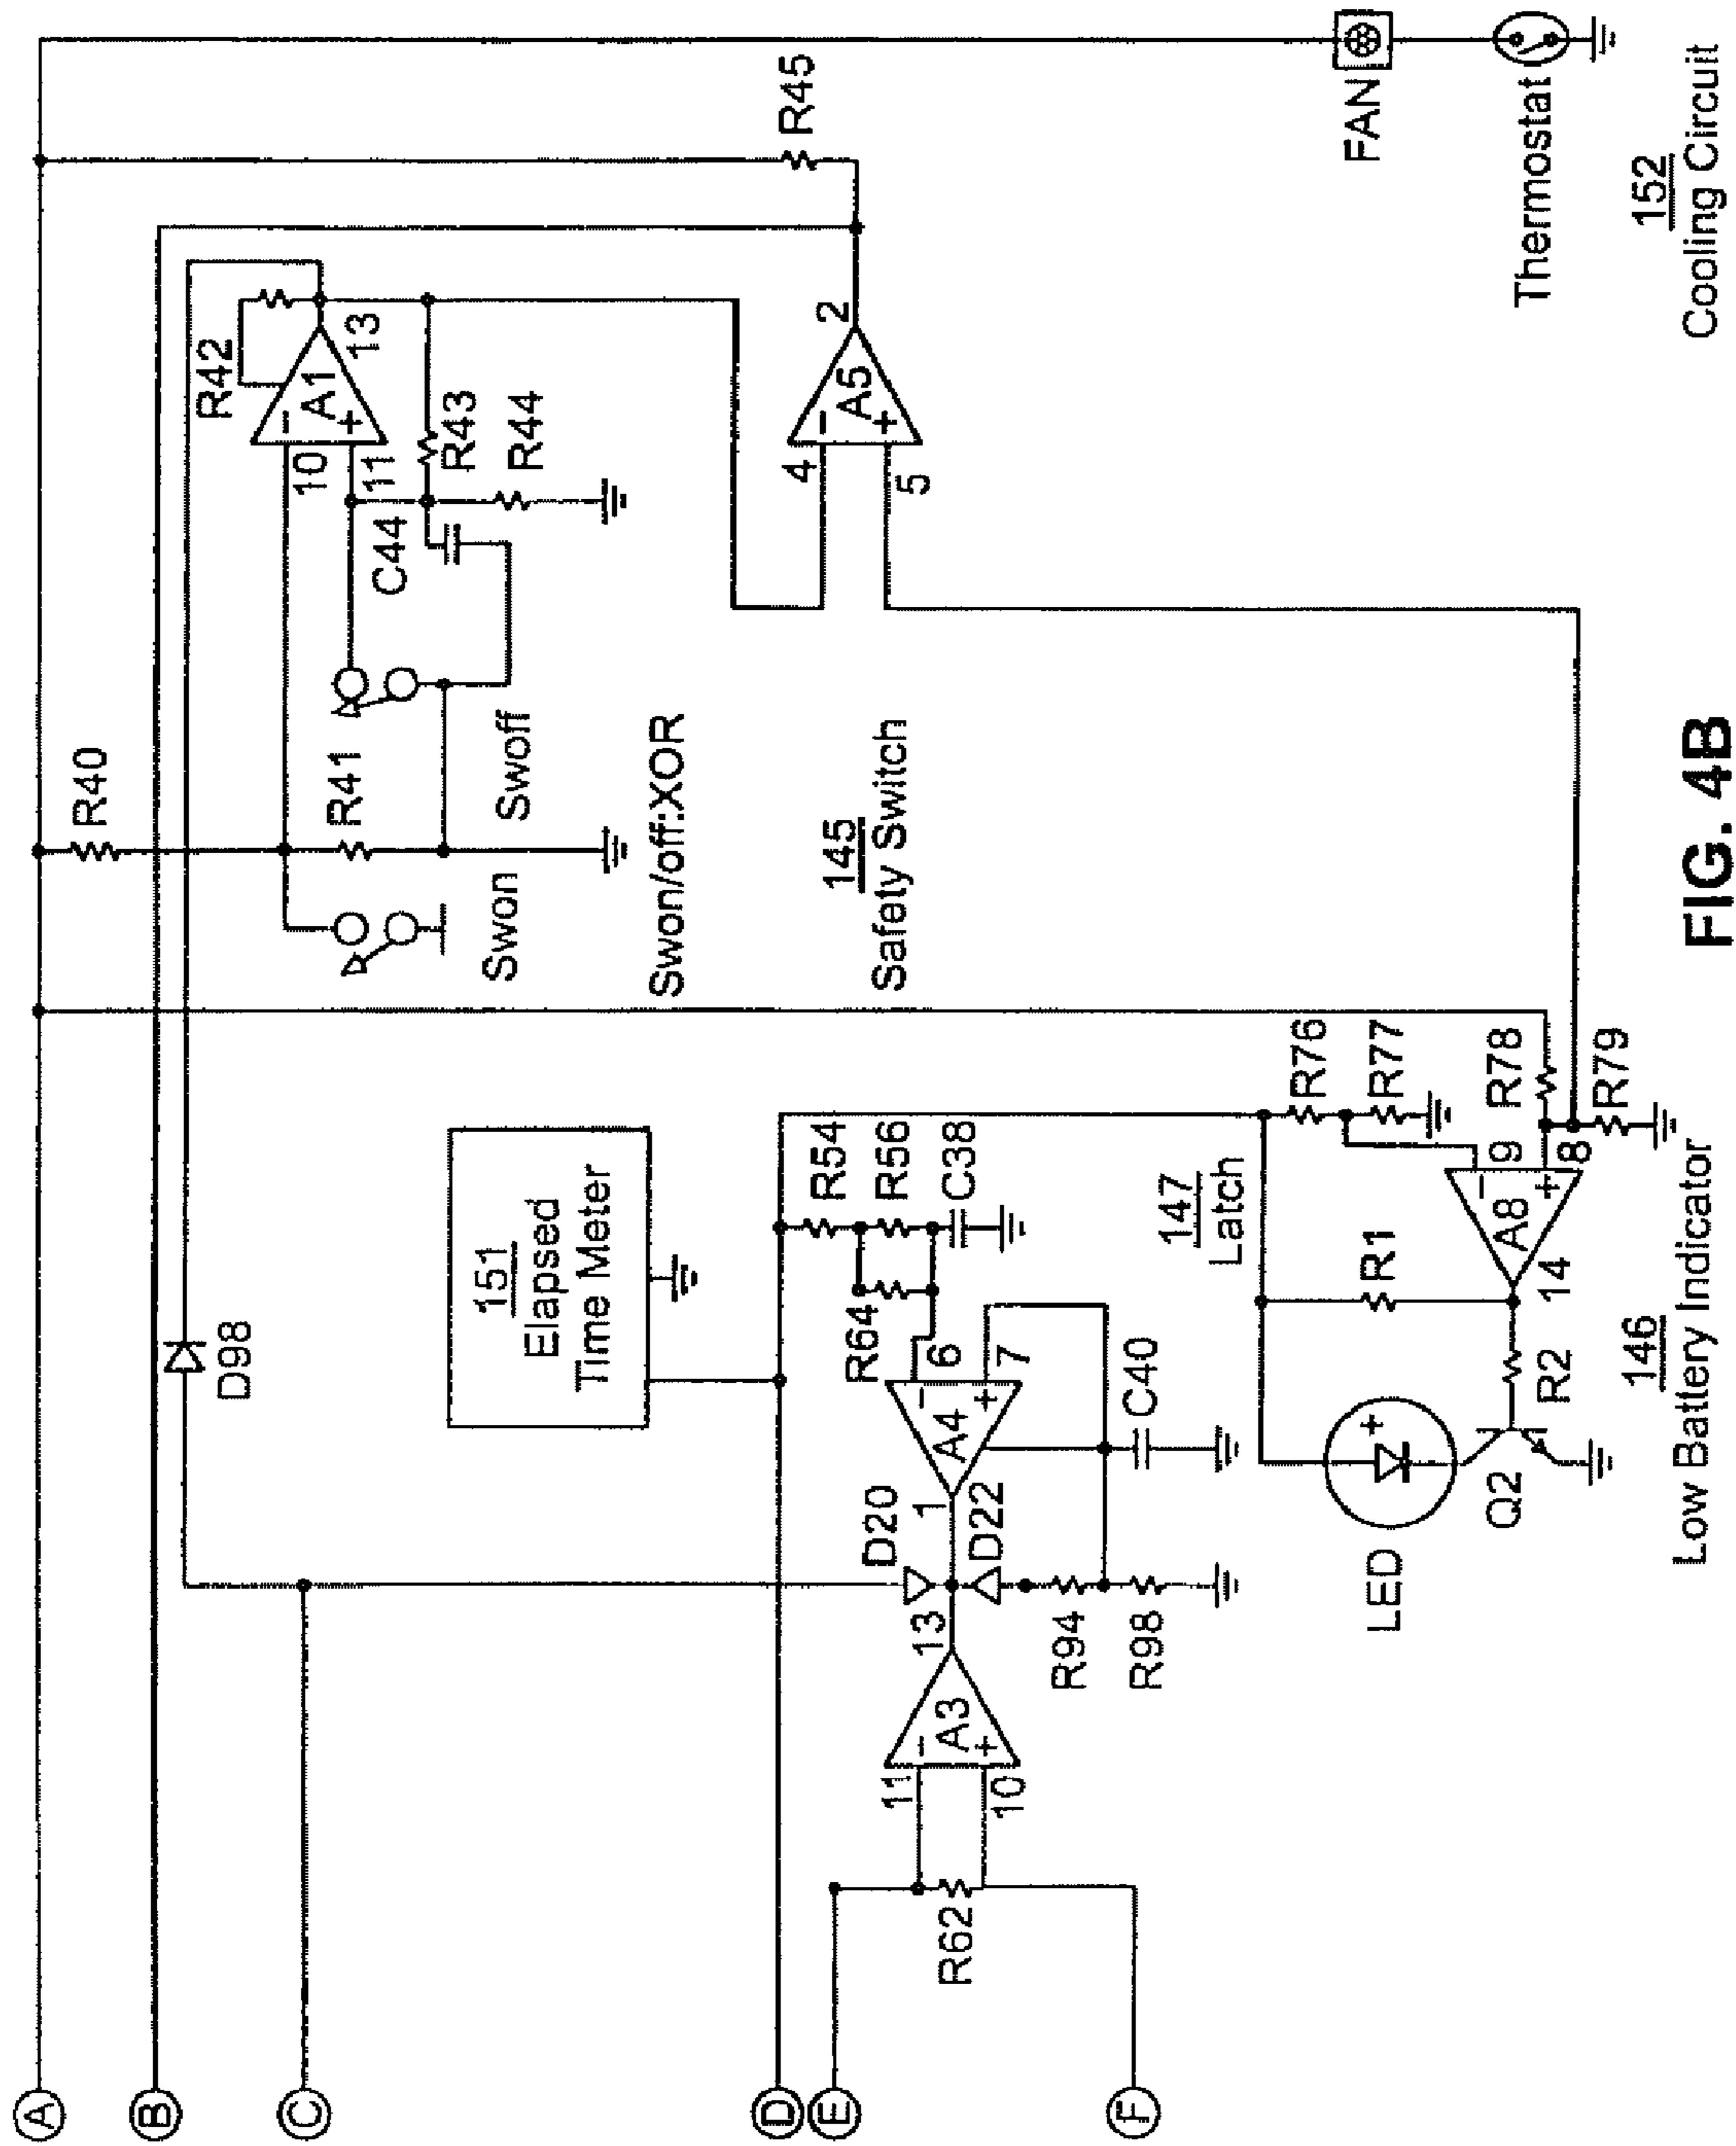 A
B
C
D
E
F
R40
R41
Swon
Swoff
Swon/off:XOR
145
Safety Switch
R42
A1
−
+
10
11
13
C44
R43
R44
R45
A5
−
+
4
5
2
FAN
Thermostat
152
Cooling Circuit
D98
151
Elapsed
Time Meter
R54
R56
C38
R64
A4
−
+
6
7
1
C40
D20
D22
13
R94
R98
A3
−
+
11
10
R62
147
Latch
R76
R77
R78
R79
A8
−
+
9
8
14
R1
R2
Q2
LED
+
146
Low Battery Indicator
FIG. 4B